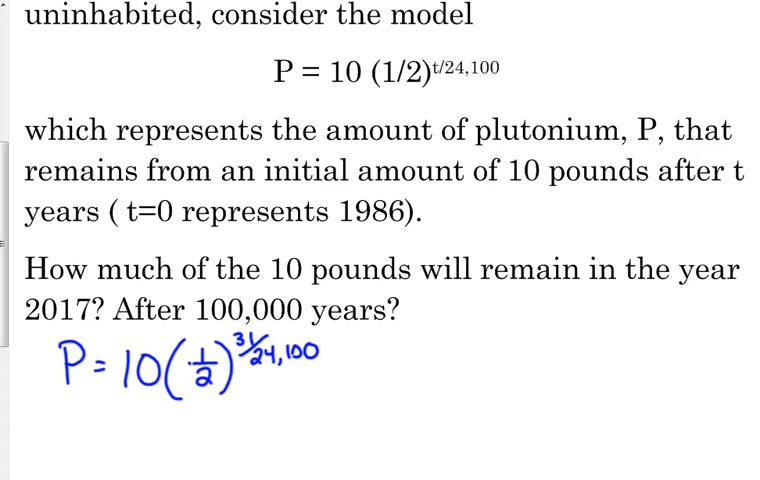 uninhabited, consider the model
P = 10 (1/2)^t/24,100
which represents the amount of plutonium, P, that
remains from an initial amount of 10 pounds after t
years ( t=0 represents 1986).
How much of the 10 pounds will remain in the year
2017? After 100,000 years?
P = 10(1/2)^31/24,100